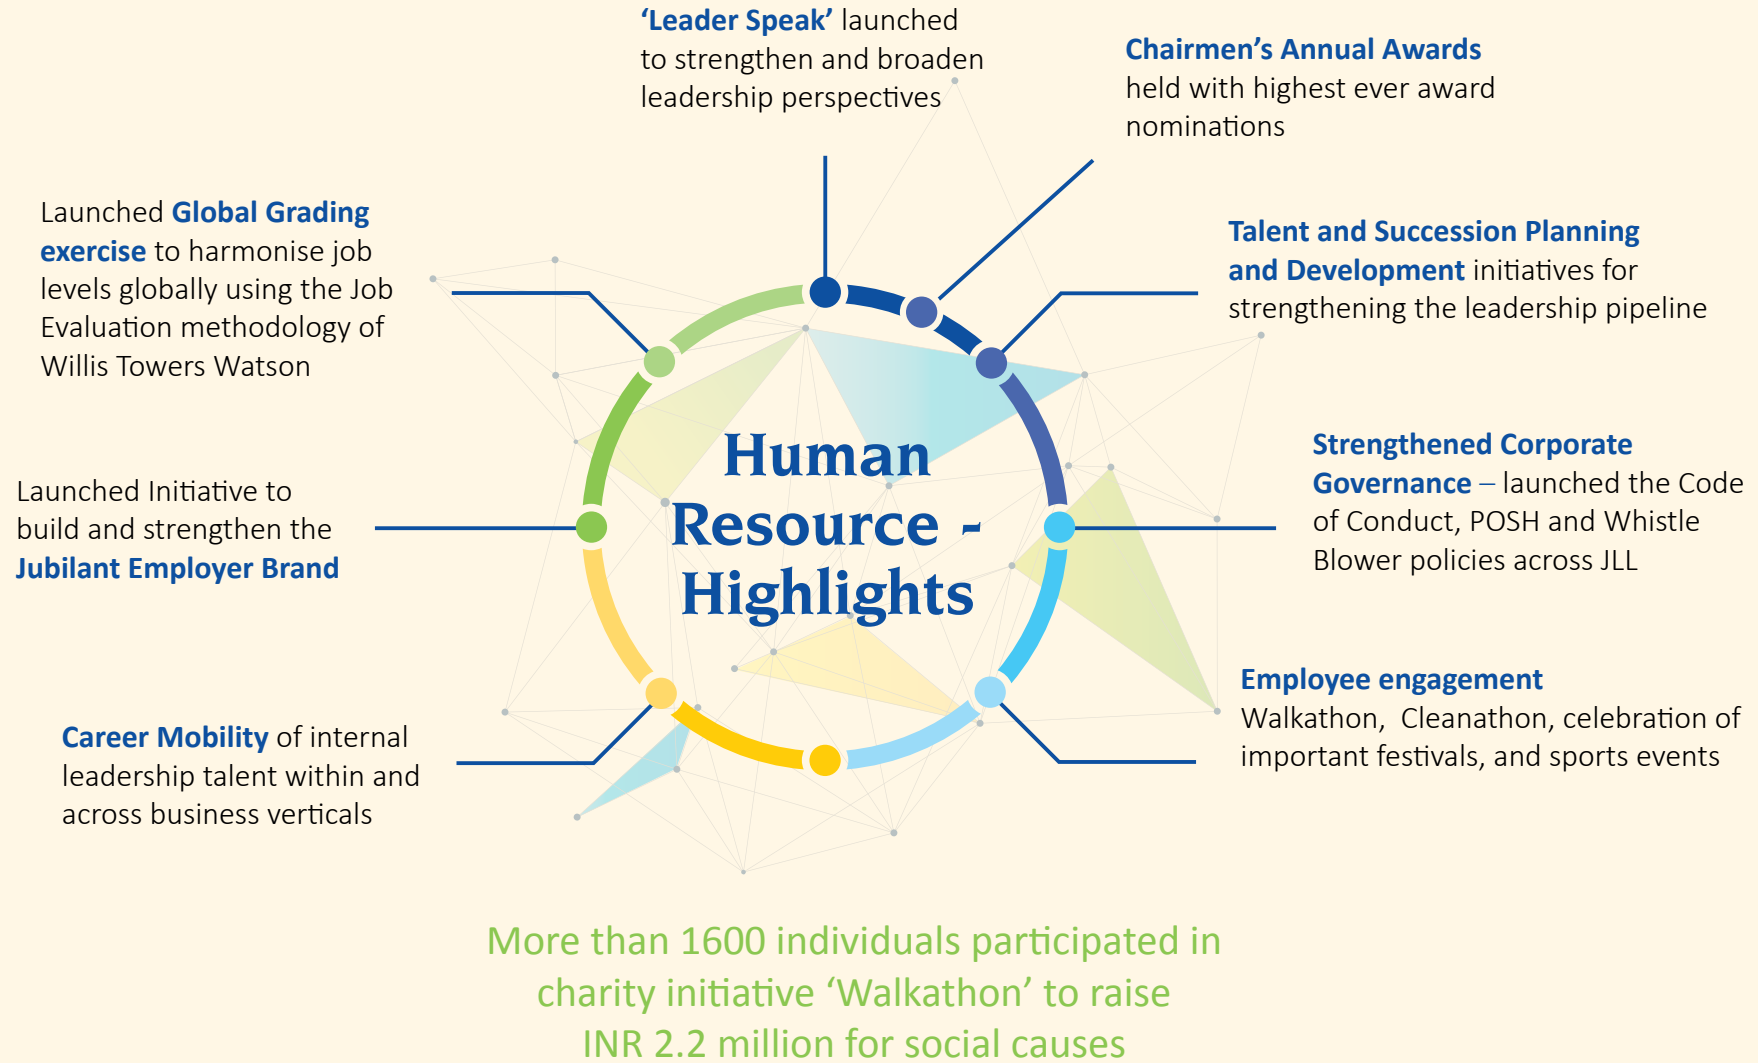 ‘Leader Speak’ launched
to strengthen and broaden
leadership perspectives
Chairmen’s Annual Awards
held with highest ever award
nominations
Talent and Succession Planning
and Development initiatives for
strengthening the leadership pipeline
Strengthened Corporate
Governance – launched the Code
of Conduct, POSH and Whistle
Blower policies across JLL
Employee engagement
Walkathon, Cleanathon, celebration of
important festivals, and sports events
Career Mobility of internal
leadership talent within and
across business verticals
Launched Initiative to
build and strengthen the
Jubilant Employer Brand
Launched Global Grading
exercise to harmonise job
levels globally using the Job
Evaluation methodology of
Willis Towers Watson
Human
Resource -
Highlights
More than 1600 individuals participated in
charity initiative ‘Walkathon’ to raise
INR 2.2 million for social causes